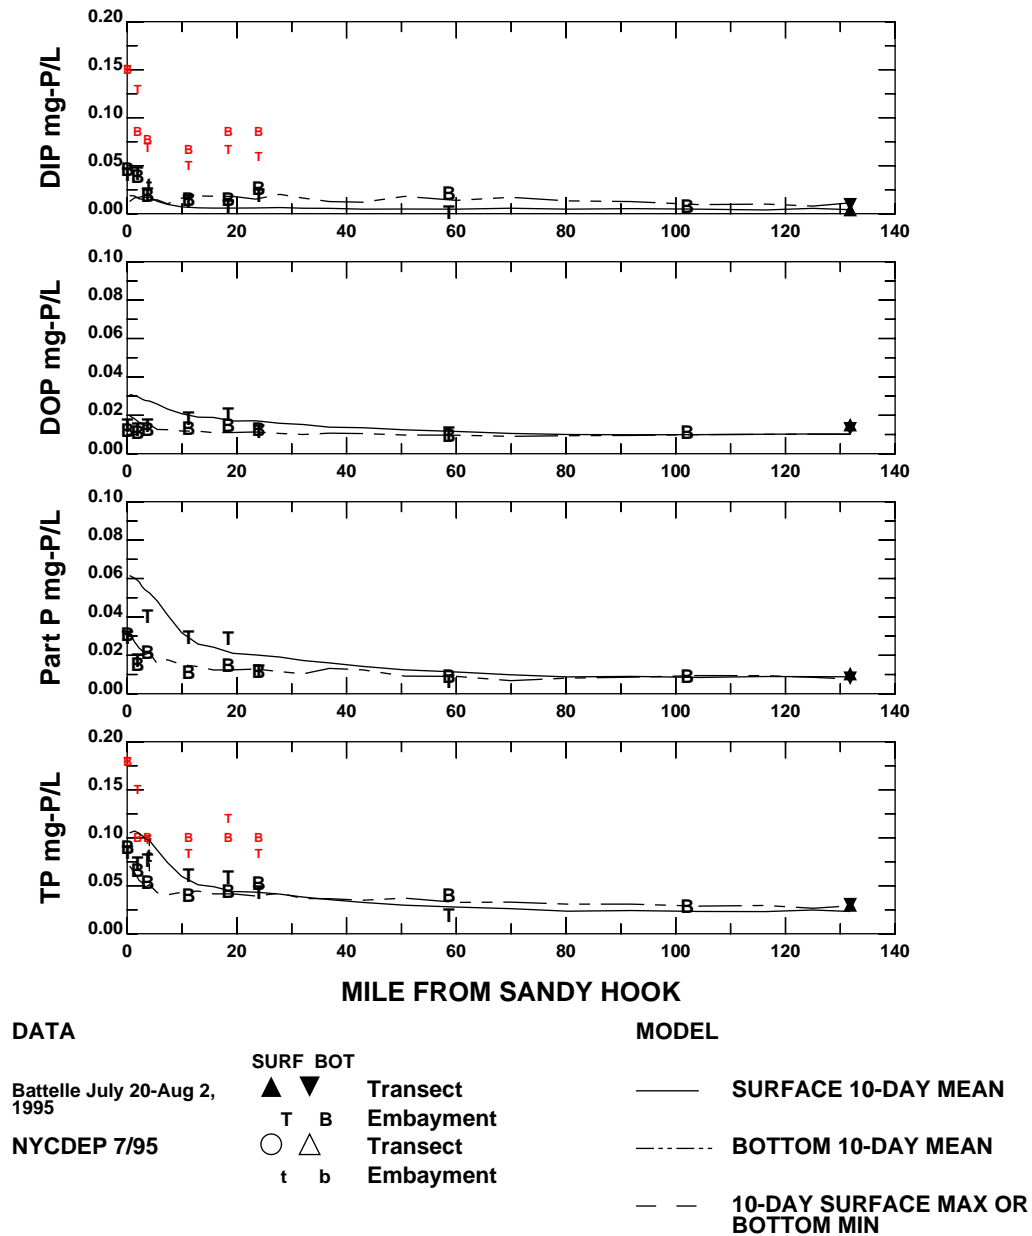 DIP mg-P/L
0.20
0.15
0.10
0.05
0.00
0 20 40 60 80 100 120 140
DOP mg-P/L
0.10
0.08
0.06
0.04
0.02
0.00
0 20 40 60 80 100 120 140
Part P mg-P/L
0.10
0.08
0.06
0.04
0.02
0.00
0 20 40 60 80 100 120 140
TP mg-P/L
0.20
0.15
0.10
0.05
0.00
0 20 40 60 80 100 120 140
MILE FROM SANDY HOOK
DATA
SURF BOT
Battelle July 20-Aug 2,
1995
Transect
T B Embayment
NYCDEP 7/95
Transect
t b Embayment
MODEL
SURFACE 10-DAY MEAN
BOTTOM 10-DAY MEAN
10-DAY SURFACE MAX OR
BOTTOM MIN